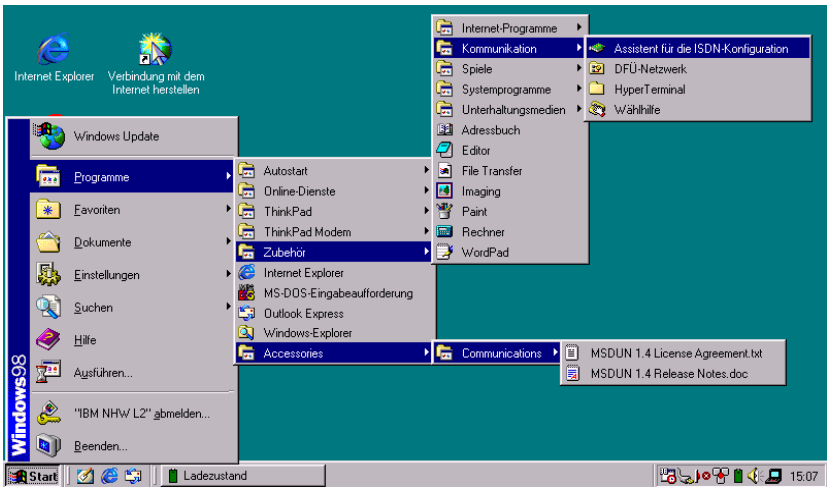 Internet Explorer
Verbindung mit dem
Internet herstellen
Windows98
Windows Update
Programme
Favoriten
Dokumente
Einstellungen
Suchen
Hilfe
Ausführen...
"IBM NHW L2" abmelden...
Beenden...
Autostart
Online-Dienste
ThinkPad
ThinkPad Modem
Zubehör
Internet Explorer
MS-DOS-Eingabeaufforderung
Outlook Express
Windows-Explorer
Accessories
Internet-Programme
Kommunikation
Spiele
Systemprogramme
Unterhaltungsmedien
Adressbuch
Editor
File Transfer
Imaging
Paint
Rechner
WordPad
Assistent für die ISDN-Konfiguration
DFÜ-Netzwerk
HyperTerminal
Wählhilfe
Communications
MSDUN 1.4 License Agreement.txt
MSDUN 1.4 Release Notes.doc
Start
Ladezustand
15:07